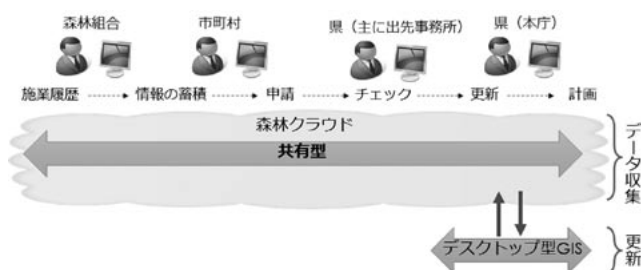 森林組合 市町村 県（主に出先事務所） 県（本庁）
施業履歴 情報の蓄積 申請 チェック 更新 計画
森林クラウド
共有型
データ収集
デスクトップ型GIS
更新